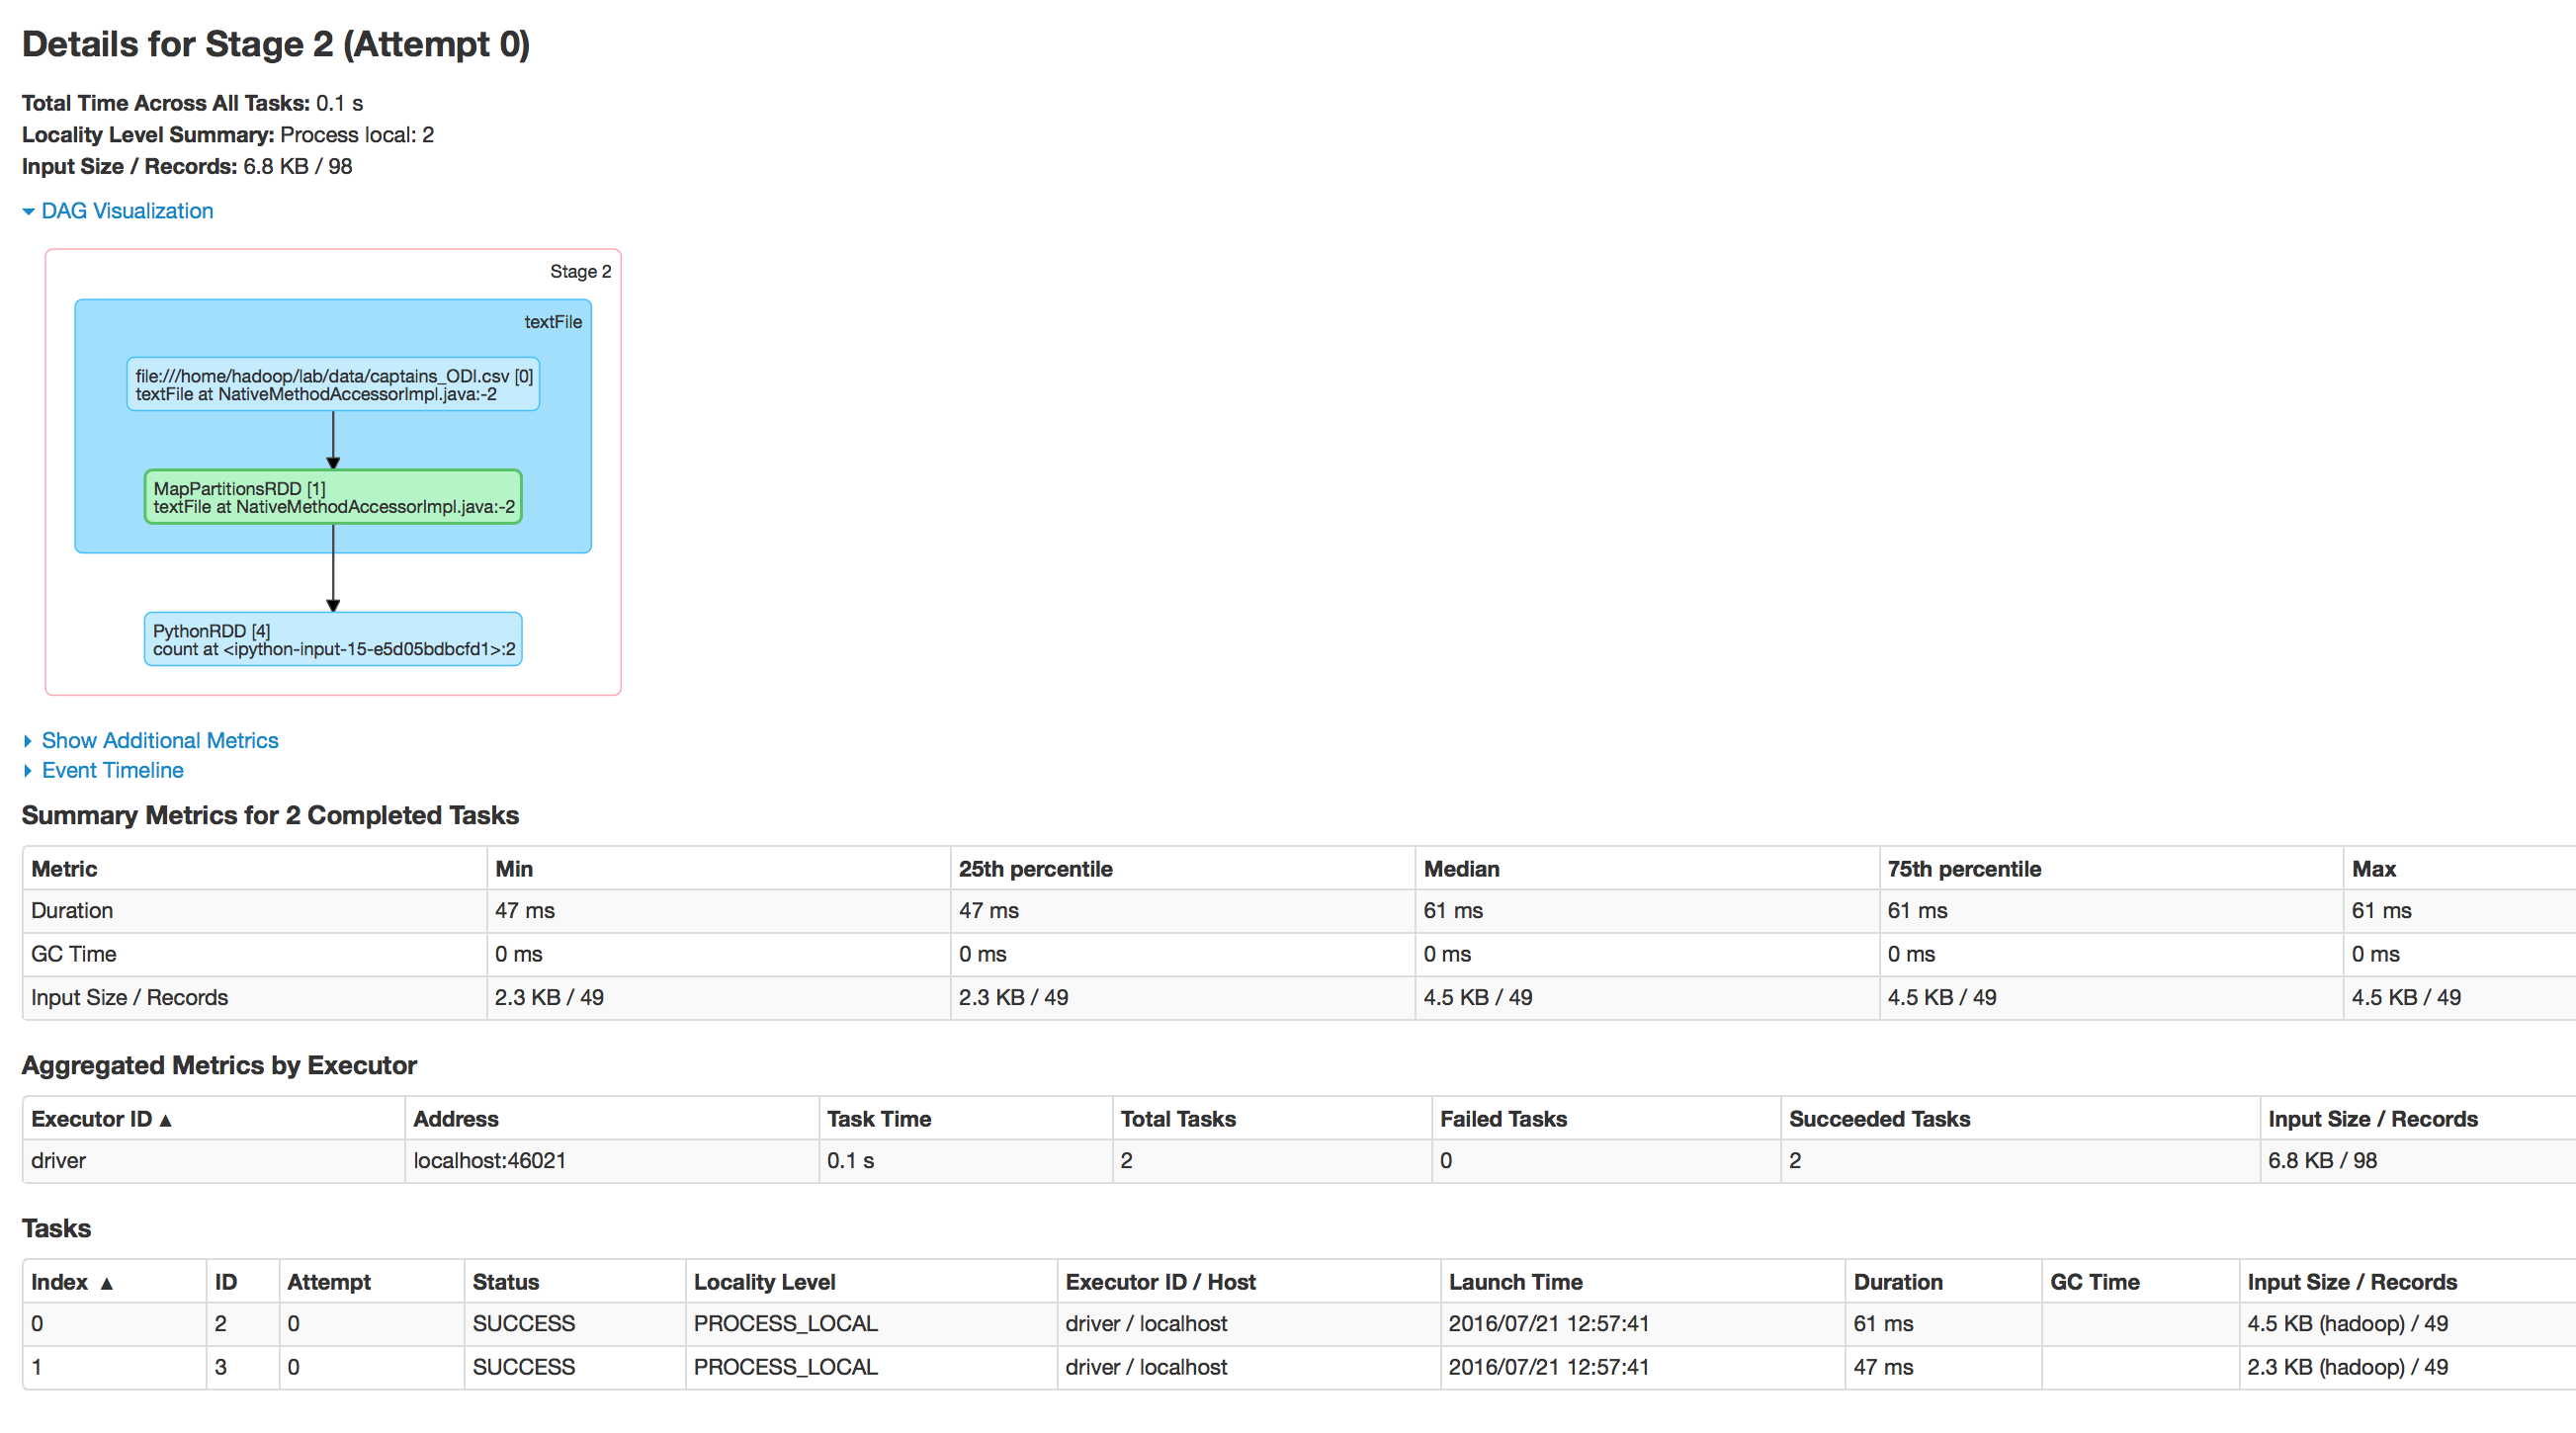 Details for Stage 2 (Attempt 0)
Total Time Across All Tasks: 0.1 s
Locality Level Summary: Process local: 2
Input Size / Records: 6.8 KB / 98
DAG Visualization
Stage 2
textFile
file:///home/hadoop/lab/data/captains_ODI.csv [0]
textFile at NativeMethodAccessorImpl.java:-2
MapPartitionsRDD [1]
textFile at NativeMethodAccessorImpl.java:-2
PythonRDD [4]
count at <ipython-input-15-e5d05bdbcfd1>:2
Show Additional Metrics
Event Timeline
Summary Metrics for 2 Completed Tasks
Metric Min 25th percentile Median 75th percentile Max
Duration 47 ms 47 ms 61 ms 61 ms 61 ms
GC Time 0 ms 0 ms 0 ms 0 ms 0 ms
Input Size / Records 2.3 KB / 49 2.3 KB / 49 4.5 KB / 49 4.5 KB / 49 4.5 KB / 49
Aggregated Metrics by Executor
Executor ID ▲ Address Task Time Total Tasks Failed Tasks Succeeded Tasks Input Size / Records
driver localhost:46021 0.1 s 2 0 2 6.8 KB / 98
Tasks
Index ▲ ID Attempt Status Locality Level Executor ID / Host Launch Time Duration GC Time Input Size / Records
0 2 0 SUCCESS PROCESS_LOCAL driver / localhost 2016/07/21 12:57:41 61 ms 4.5 KB (hadoop) / 49
1 3 0 SUCCESS PROCESS_LOCAL driver / localhost 2016/07/21 12:57:41 47 ms 2.3 KB (hadoop) / 49